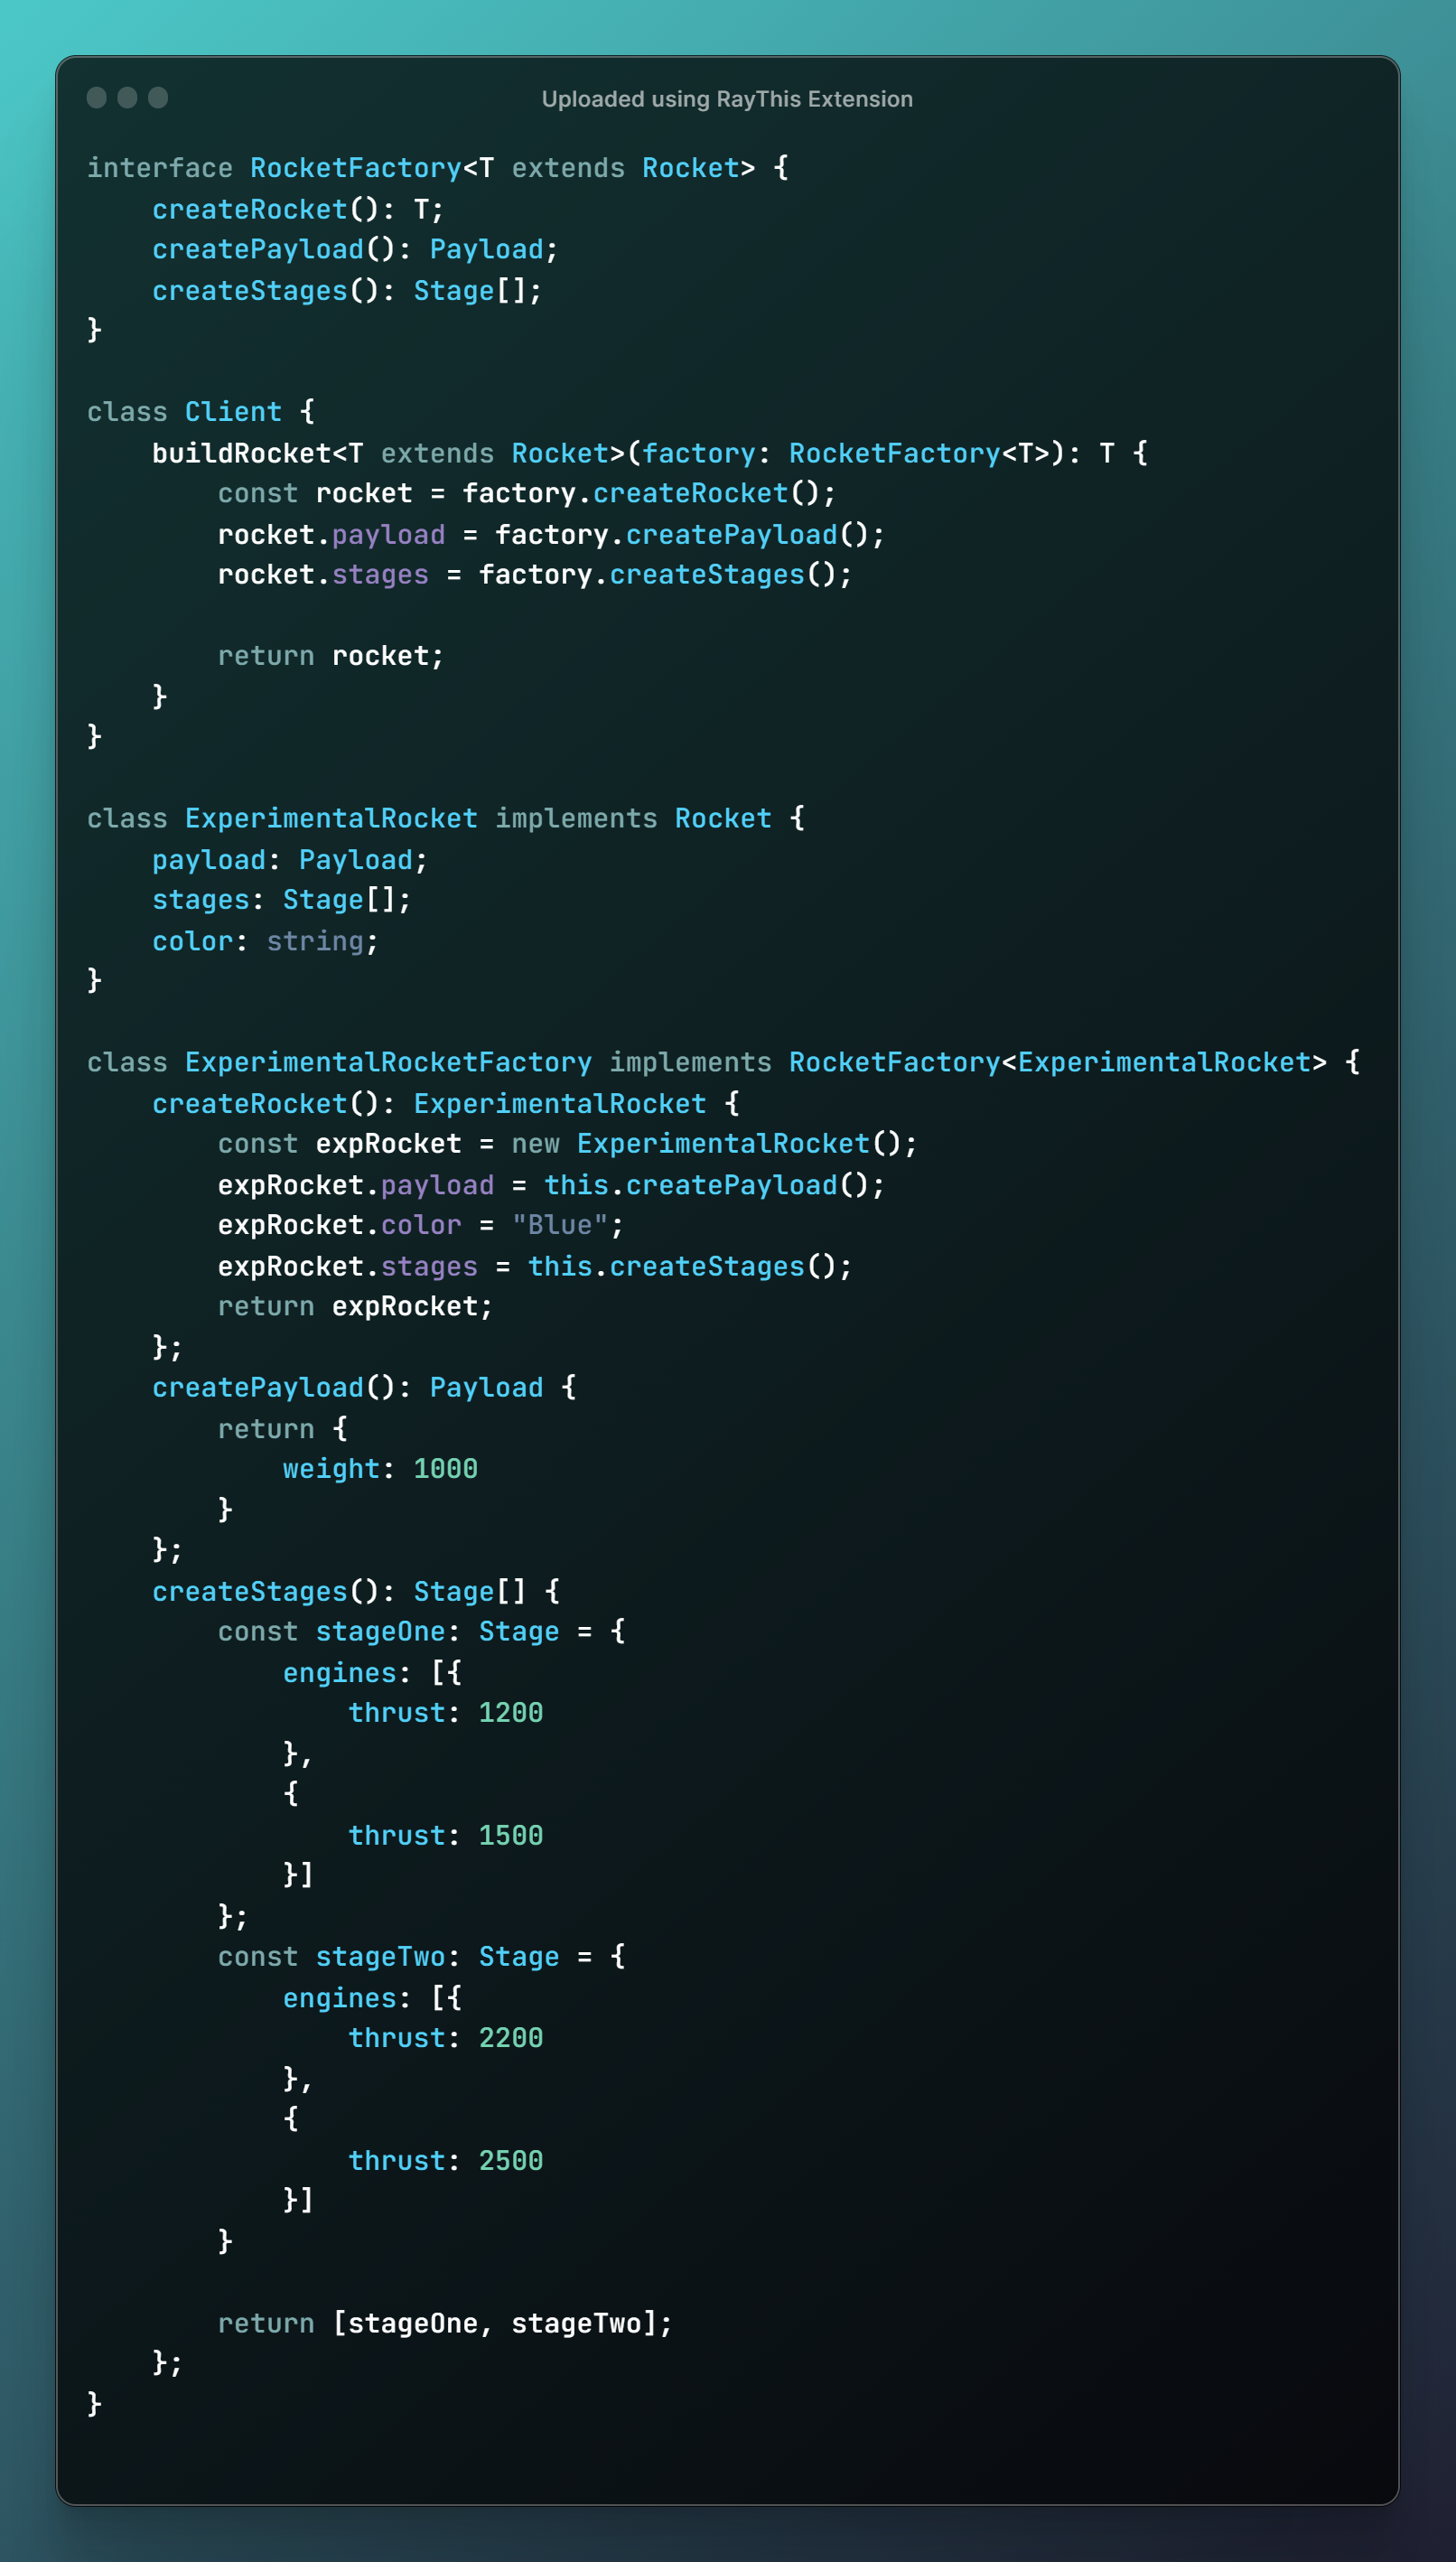 Uploaded using RayThis Extension
interface RocketFactory<T extends Rocket> {
    createRocket(): T;
    createPayload(): Payload;
    createStages(): Stage[];
}

class Client {
    buildRocket<T extends Rocket>(factory: RocketFactory<T>): T {
        const rocket = factory.createRocket();
        rocket.payload = factory.createPayload();
        rocket.stages = factory.createStages();

        return rocket;
    }
}

class ExperimentalRocket implements Rocket {
    payload: Payload;
    stages: Stage[];
    color: string;
}

class ExperimentalRocketFactory implements RocketFactory<ExperimentalRocket> {
    createRocket(): ExperimentalRocket {
        const expRocket = new ExperimentalRocket();
        expRocket.payload = this.createPayload();
        expRocket.color = "Blue";
        expRocket.stages = this.createStages();
        return expRocket;
    };
    createPayload(): Payload {
        return {
            weight: 1000
        }
    };
    createStages(): Stage[] {
        const stageOne: Stage = {
            engines: [{
                thrust: 1200
            },
            {
                thrust: 1500
            }]
        };
        const stageTwo: Stage = {
            engines: [{
                thrust: 2200
            },
            {
                thrust: 2500
            }]
        }

        return [stageOne, stageTwo];
    };
}